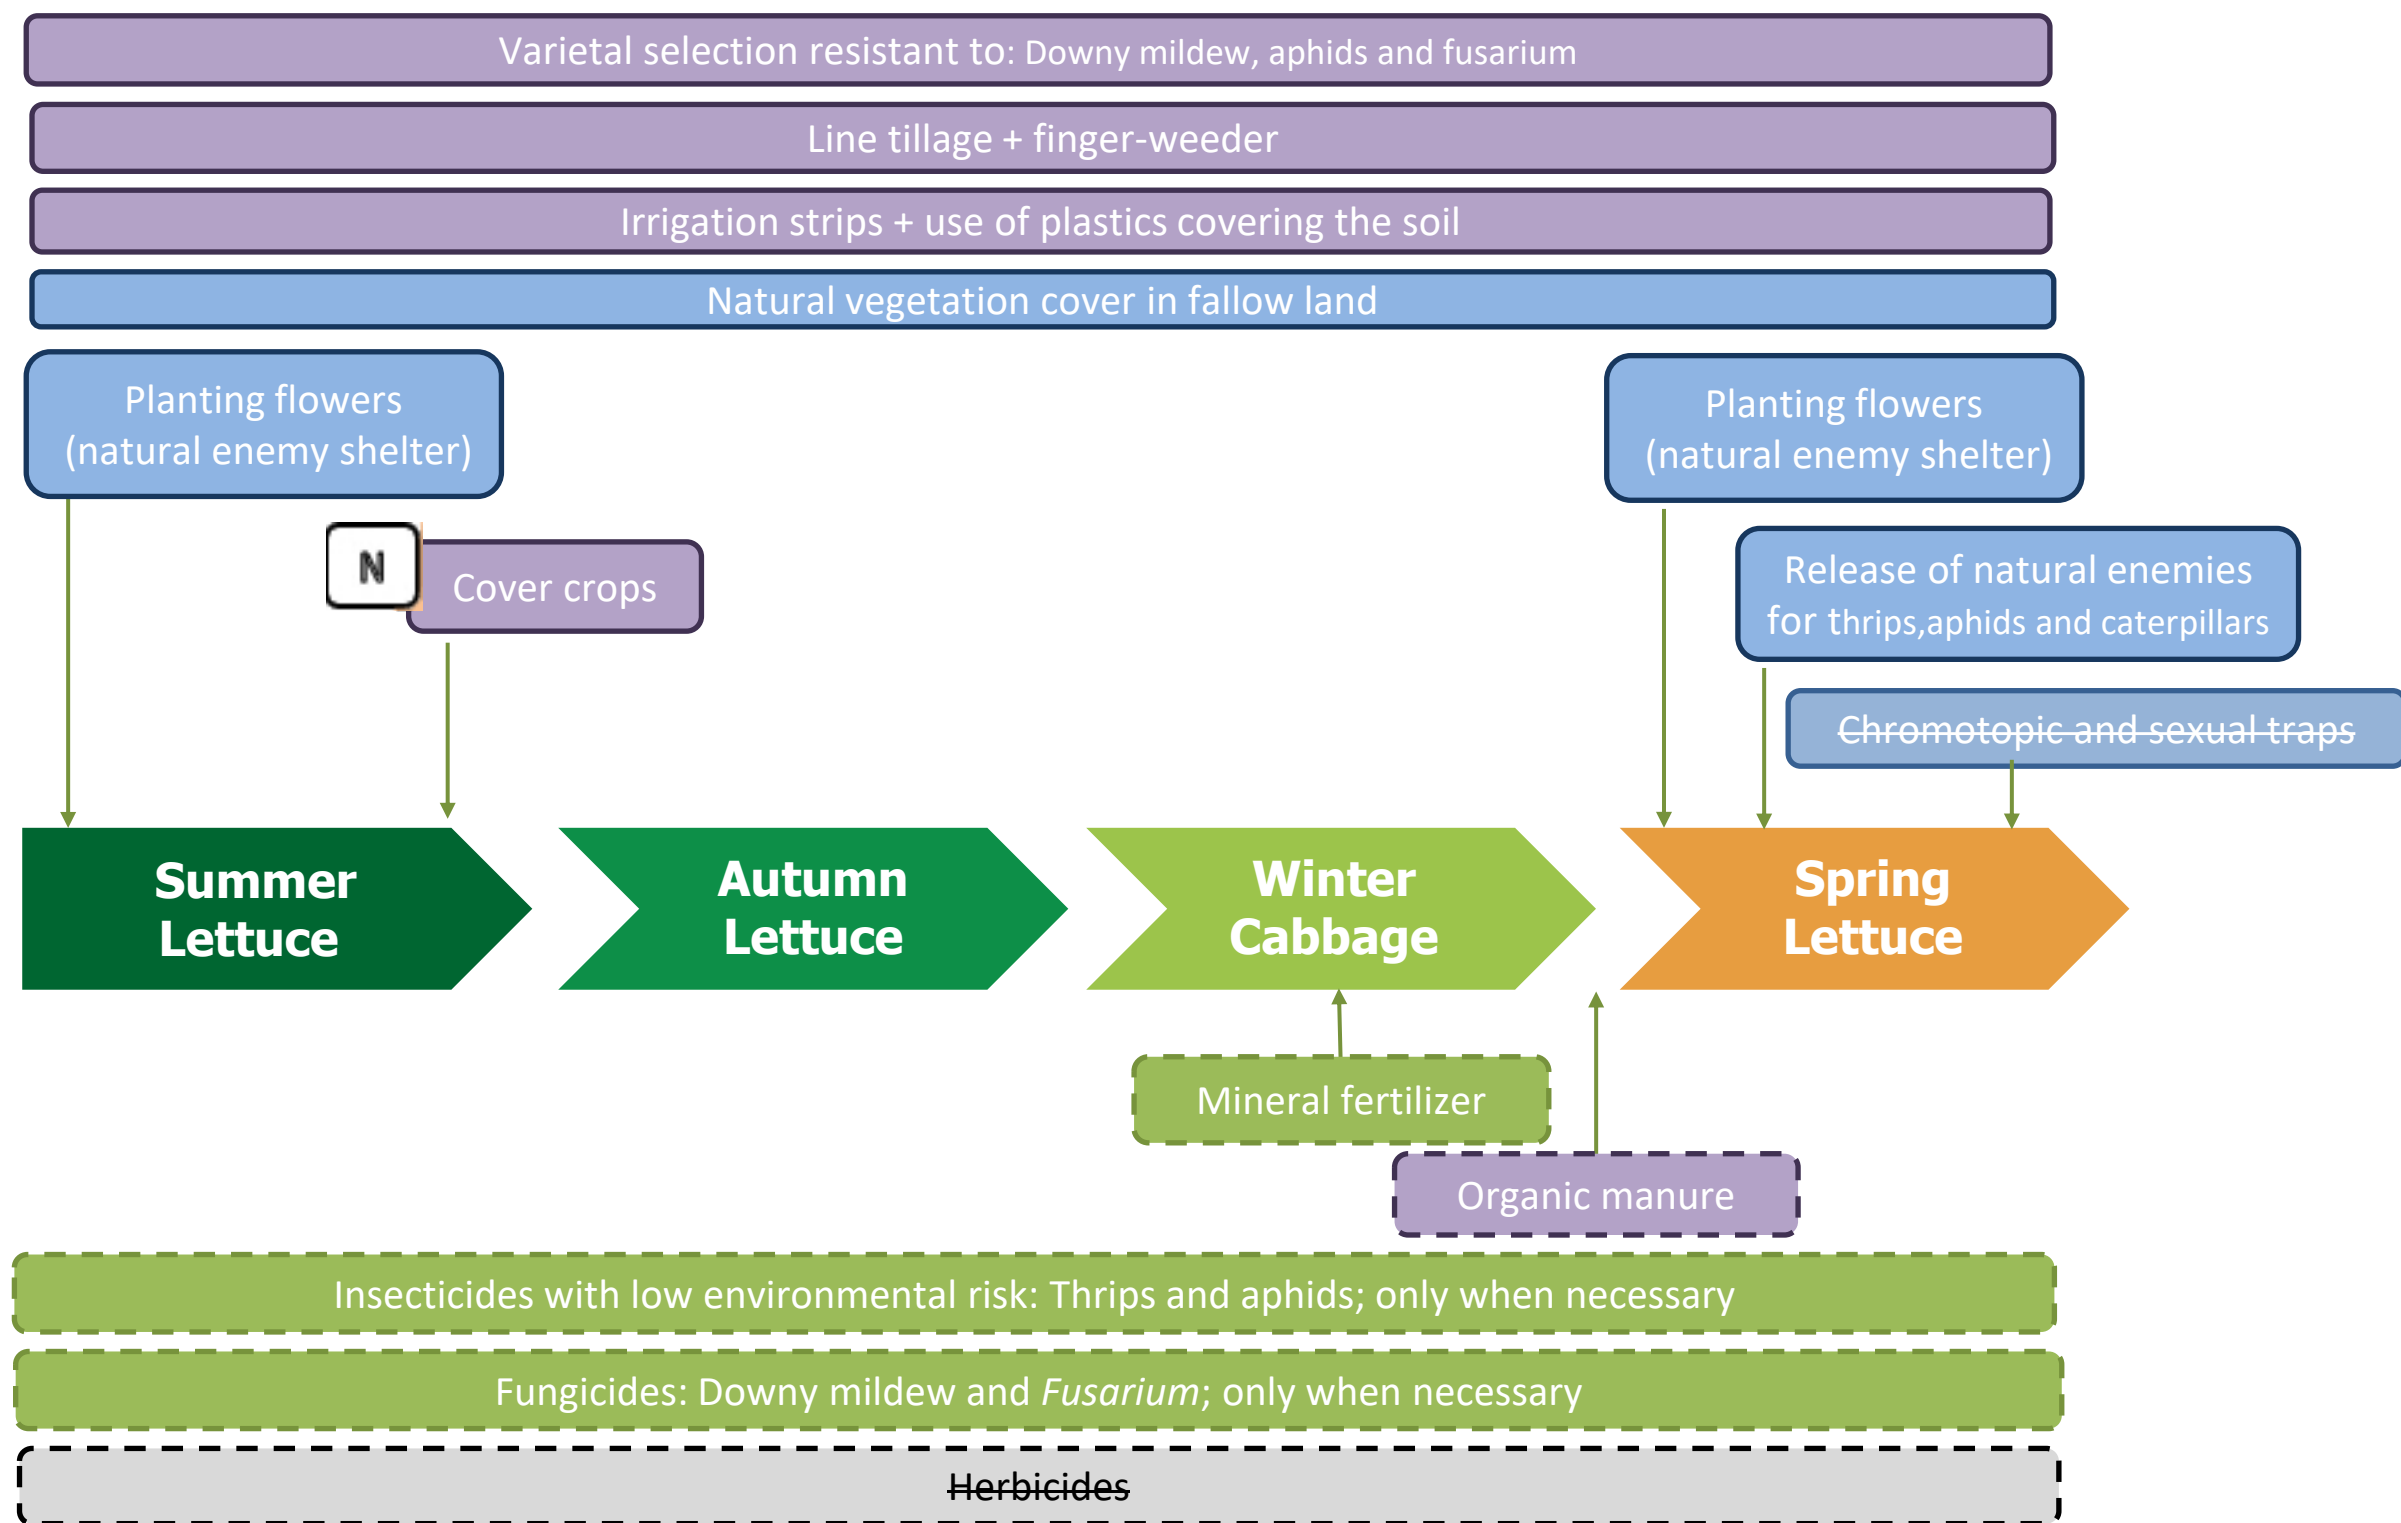 Varietal selection resistant to: Downy mildew, aphids and fusarium
Line tillage + finger-weeder
Irrigation strips + use of plastics covering the soil
Natural vegetation cover in fallow land
Planting flowers
(natural enemy shelter)
Planting flowers
(natural enemy shelter)
N
Cover crops
Release of natural enemies
for thrips,aphids and caterpillars
Chromotopic and sexual traps
Summer
Lettuce
Autumn
Lettuce
Winter
Cabbage
Spring
Lettuce
Mineral fertilizer
Organic manure
Insecticides with low environmental risk: Thrips and aphids; only when necessary
Fungicides: Downy mildew and Fusarium; only when necessary
Herbicides